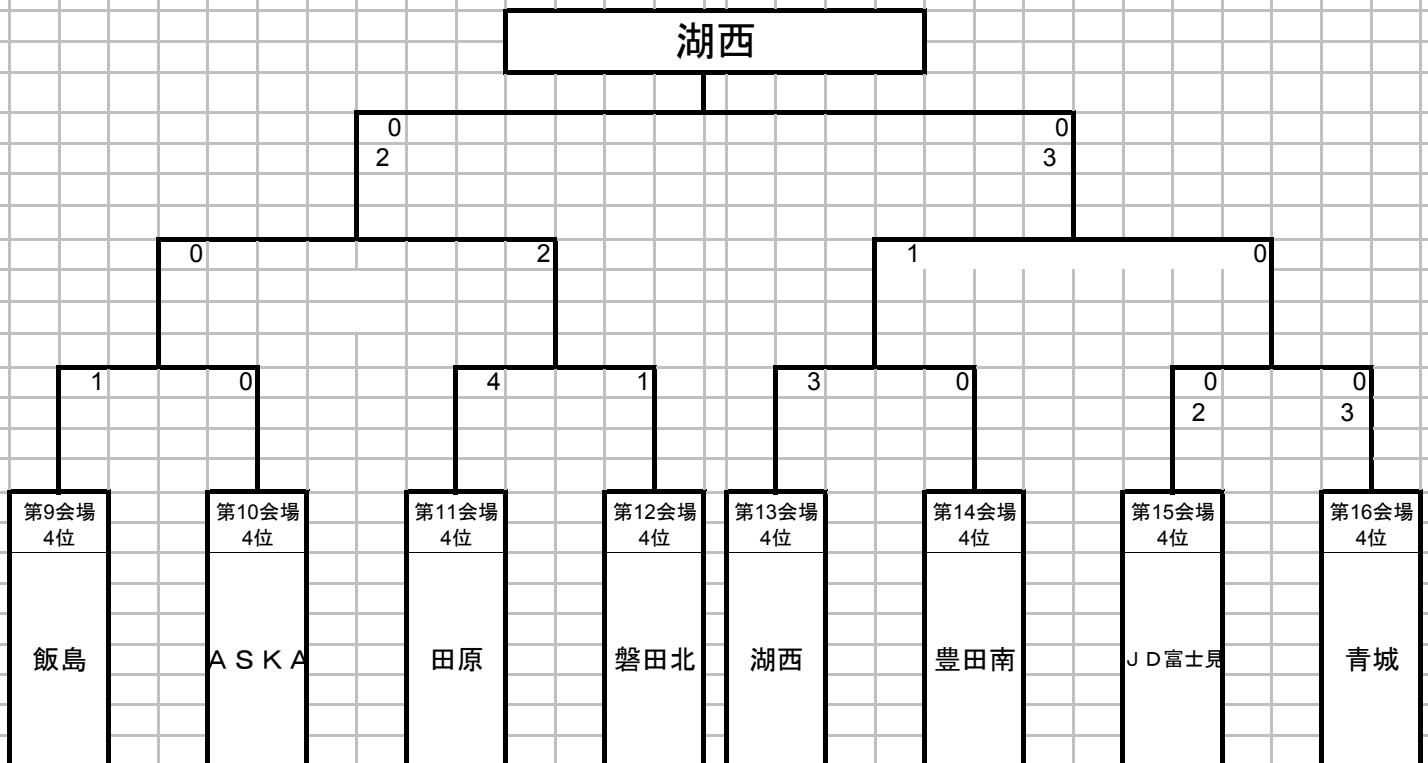 湖西
0 0
2 3
0 2 1 0
1 0 4 1 3 0 0 0
2 3
第9会場 第10会場 第11会場 第12会場 第13会場 第14会場 第15会場 第16会場
4位 4位 4位 4位 4位 4位 4位 4位
飯島 ＡＳＫＡ 田原 磐田北 湖西 豊田南 ＪＤ富士見 青城